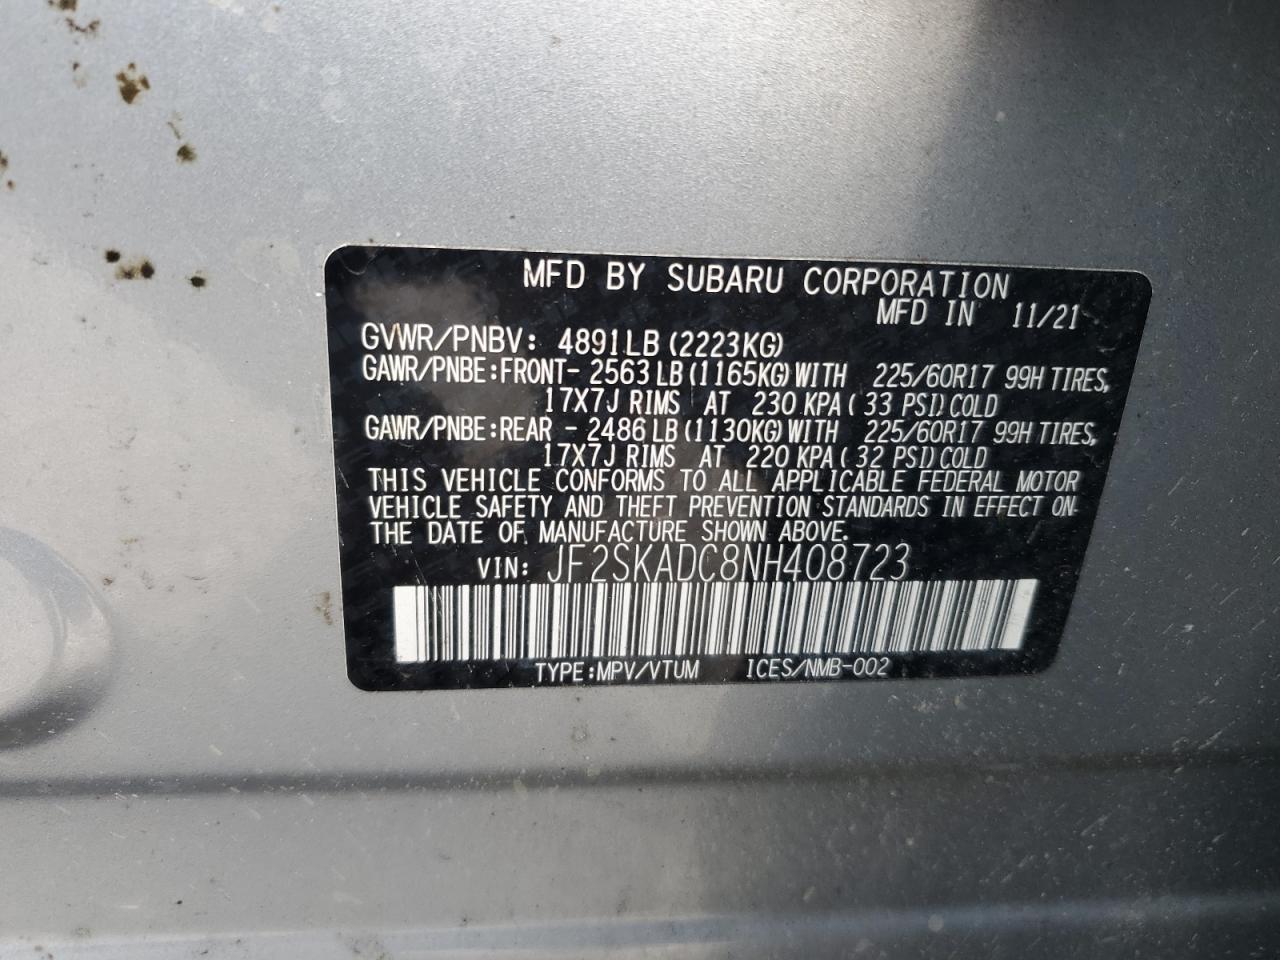 MFD BY SUBARU CORPORATION
MFD IN 11/21
GVWR/PNBV: 4891LB (2223KG)
GAWR/PNBE:FRONT- 2563 LB (1165KG) WITH 225/60R17 99H TIRES,
17X7J RIMS AT 230 KPA ( 33 PSI) COLD
GAWR/PNBE:REAR - 2486 LB (1130KG) WITH 225/60R17 99H TIRES,
17X7J RIMS AT 220 KPA ( 32 PSI) COLD
THIS VEHICLE CONFORMS TO ALL APPLICABLE FEDERAL MOTOR
VEHICLE SAFETY AND THEFT PREVENTION STANDARDS IN EFFECT ON
THE DATE OF MANUFACTURE SHOWN ABOVE.
VIN: JF2SKADC8NH408723
TYPE:MPV/VTUM ICES/NMB-002